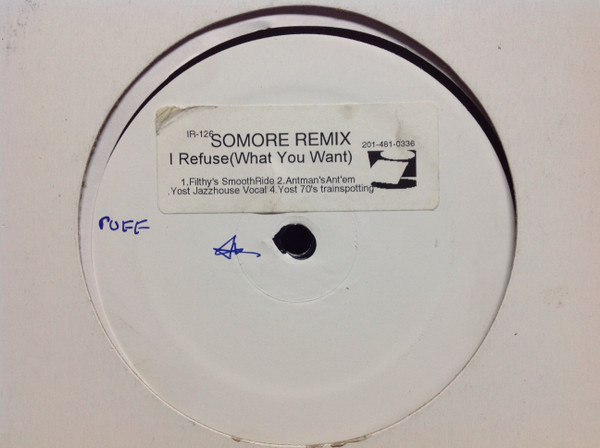 IR-126 SOMORE REMIX
201-461-0336
I Refuse(What You Want)
1.Filthy's SmoothRide 2.Antman'sAnt'em
.Yost Jazzhouse Vocal 4.Yost 70's trainspotting